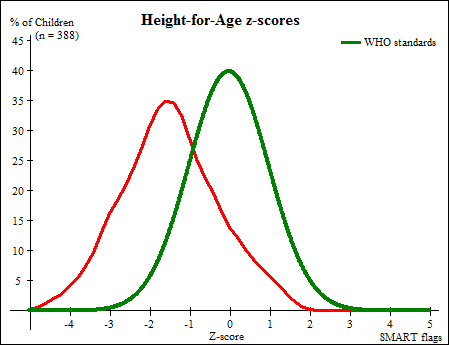 Height-for-Age z-scores
% of Children
(n = 388)
WHO standards
45
40
35
30
25
20
15
10
5
-4 -3 -2 -1 0 1 2 3 4 5
Z-score
SMART flags